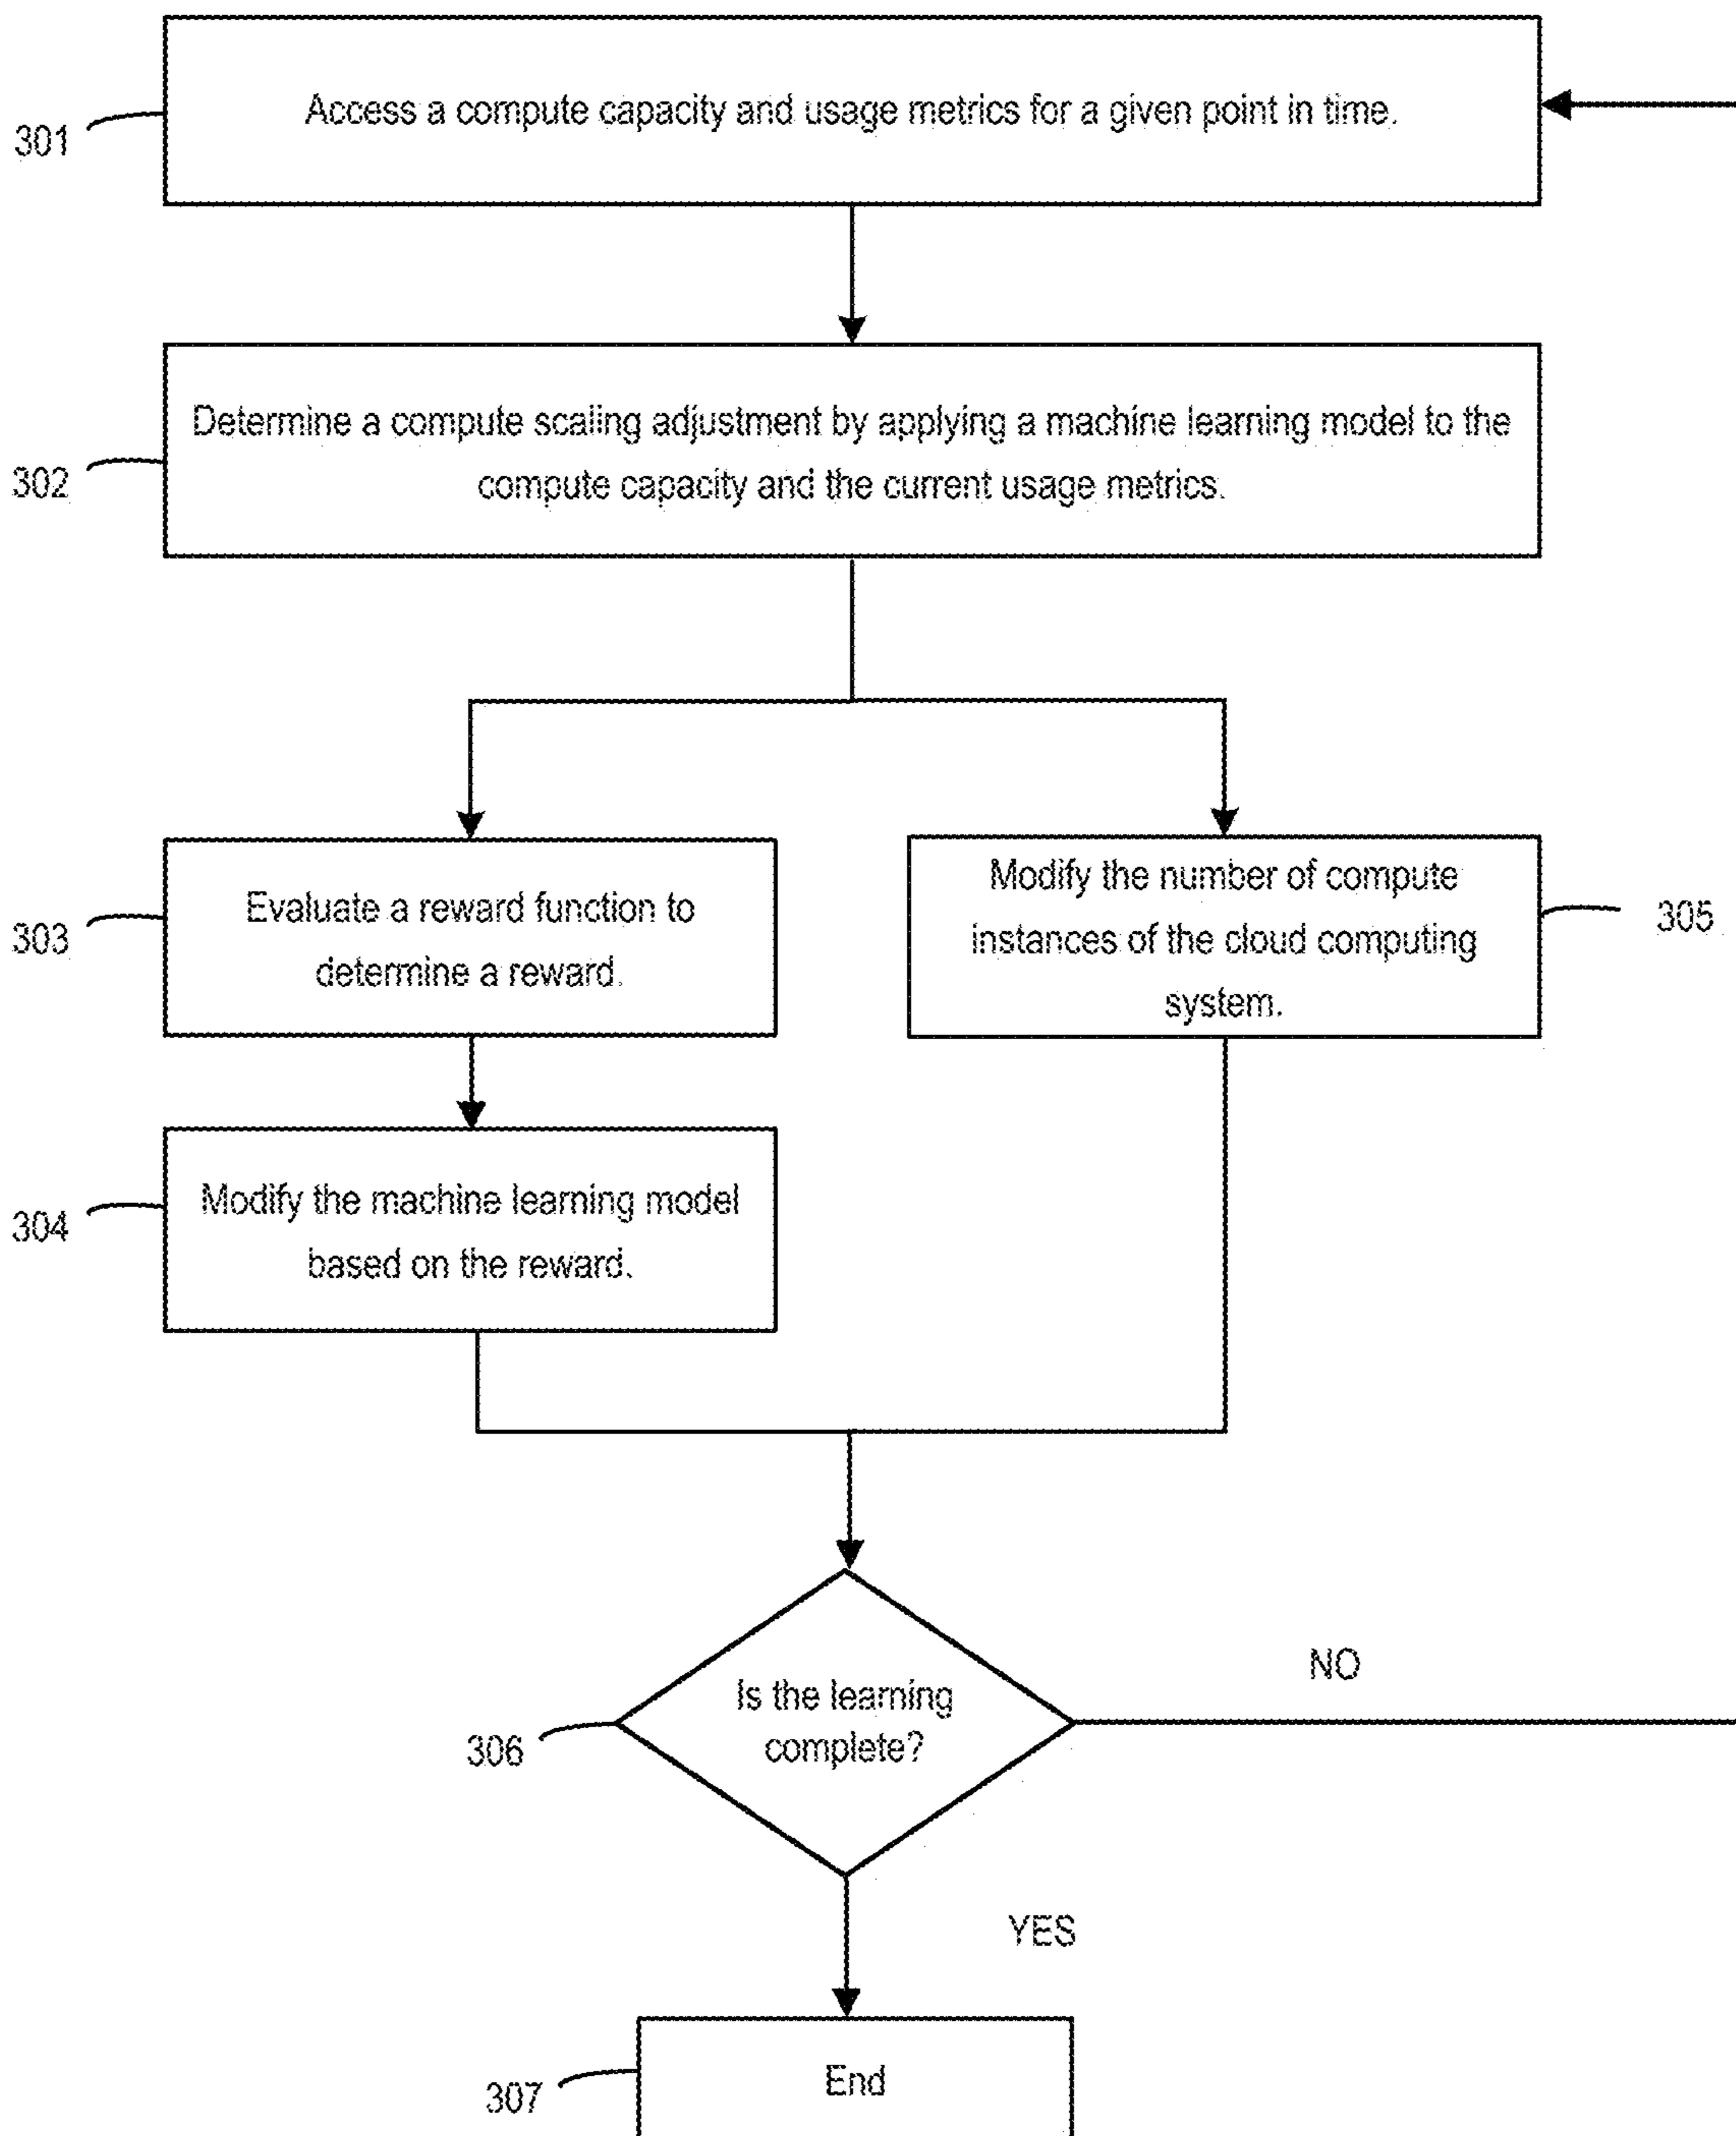 Access a compute capacity and usage metrics for a given point in time.
301
Determine a compute scaling adjustment by applying a machine learning model to the
compute capacity and the current usage metrics.
302
Evaluate a reward function to
determine a reward.
303
Modify the number of compute
instances of the cloud computing
system.
305
Modify the machine learning model
based on the reward.
304
Is the learning
complete?
306
NO
YES
End
307